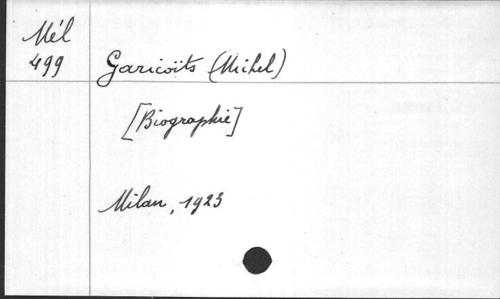 Mél
499
Garicoïts (Michel)
[Biographie]
Milan, 1923